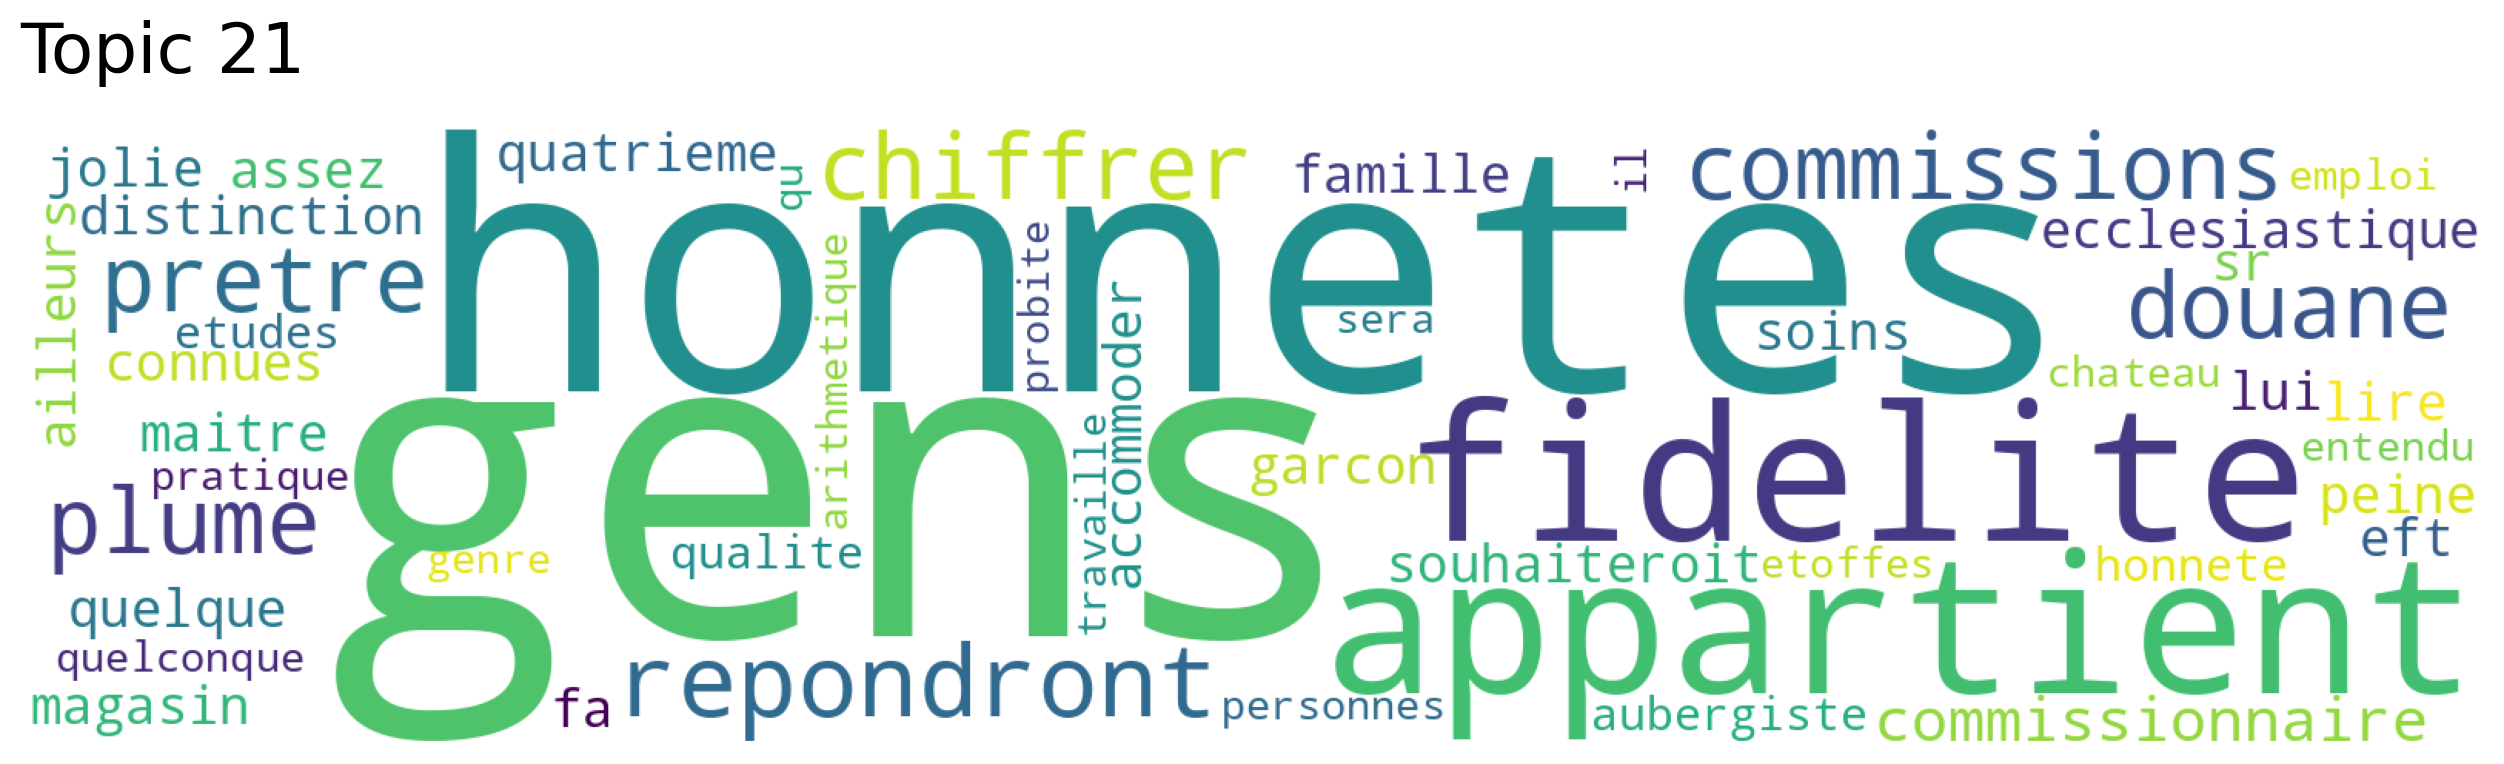 Topic 21
jolie
assez
quatrieme
qu
chiffrer
famille
il
commissions
emploi
distinction
honnetes
ecclesiastique
sr
ailleurs
pretre
arithmetique
probite
accommoder
sera
soins
douane
etudes
connues
chateau
lui
lire
maitre
gens
travaille
garcon
fidelite
entendu
pratique
plume
peine
genre
qualite
souhaiteroit
etoffes
honnete
eft
quelque
appartient
quelconque
repondront
magasin
fa
personnes
aubergiste
commissionnaire